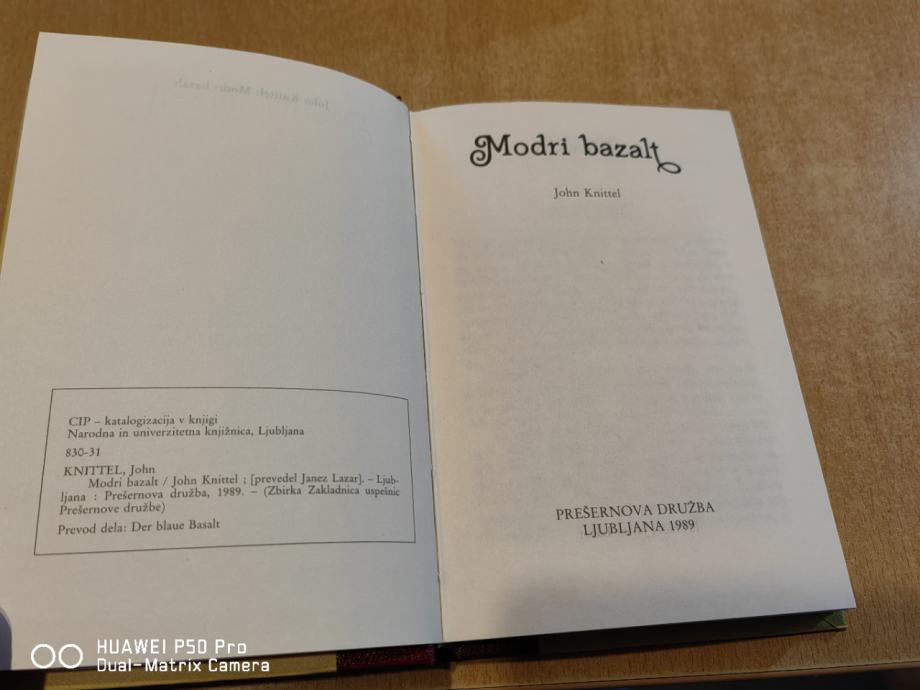 CIP – katalogizacija v knjigi
Narodna in univerzitetna knjižnica, Ljubljana
830-31
KNITTEL, John
Modri bazalt / John Knittel ; [prevedel Janez Lazar]. – Ljub-
ljana : Prešernova družba, 1989. – (Zbirka Zakladnica uspešnic
Prešernove družbe)
Prevod dela: Der blaue Basalt
Modri bazalt
John Knittel
PREŠERNOVA DRUŽBA
LJUBLJANA 1989
HUAWEI P50 Pro
Dual-Matrix Camera